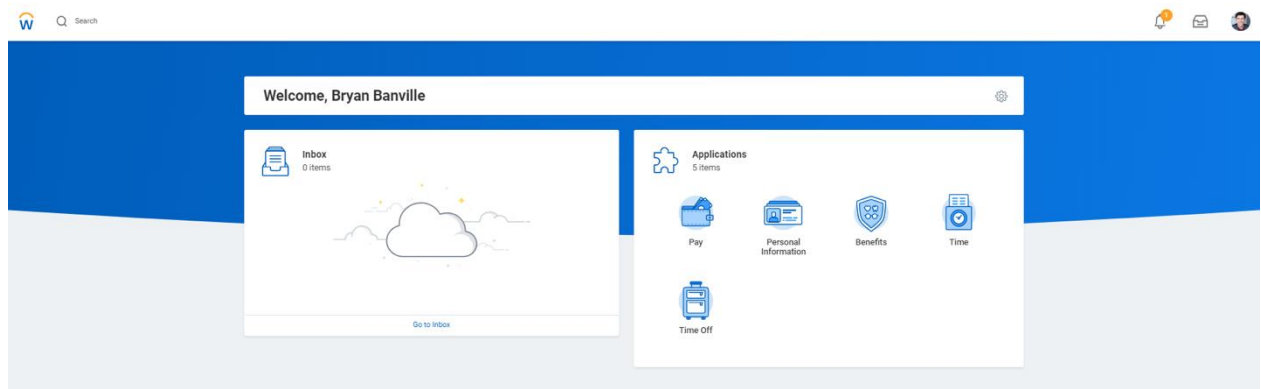 W
Search
1
Welcome, Bryan Banville
Inbox
0 items
Go to Inbox
Applications
5 items
Pay
Personal
Information
Benefits
Time
Time Off